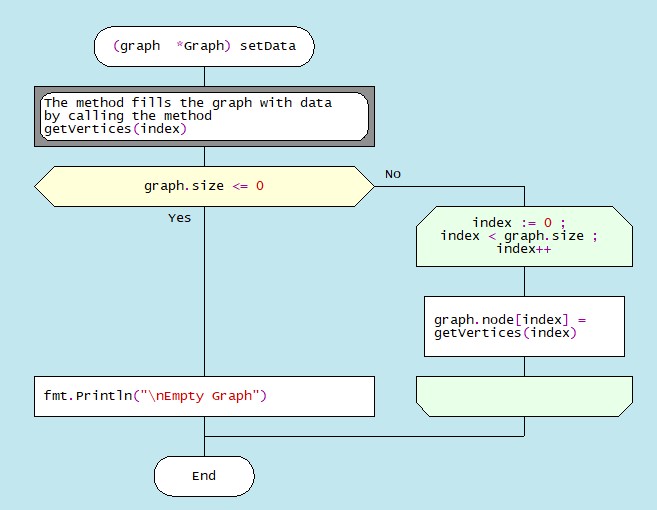 (graph  *Graph) setData
The method fills the graph with data
by calling the method
getVertices(index)
graph.size <= 0
No
Yes
index := 0 ;
index < graph.size ;
index++
graph.node[index] =
getVertices(index)
fmt.Println("\nEmpty Graph")
End